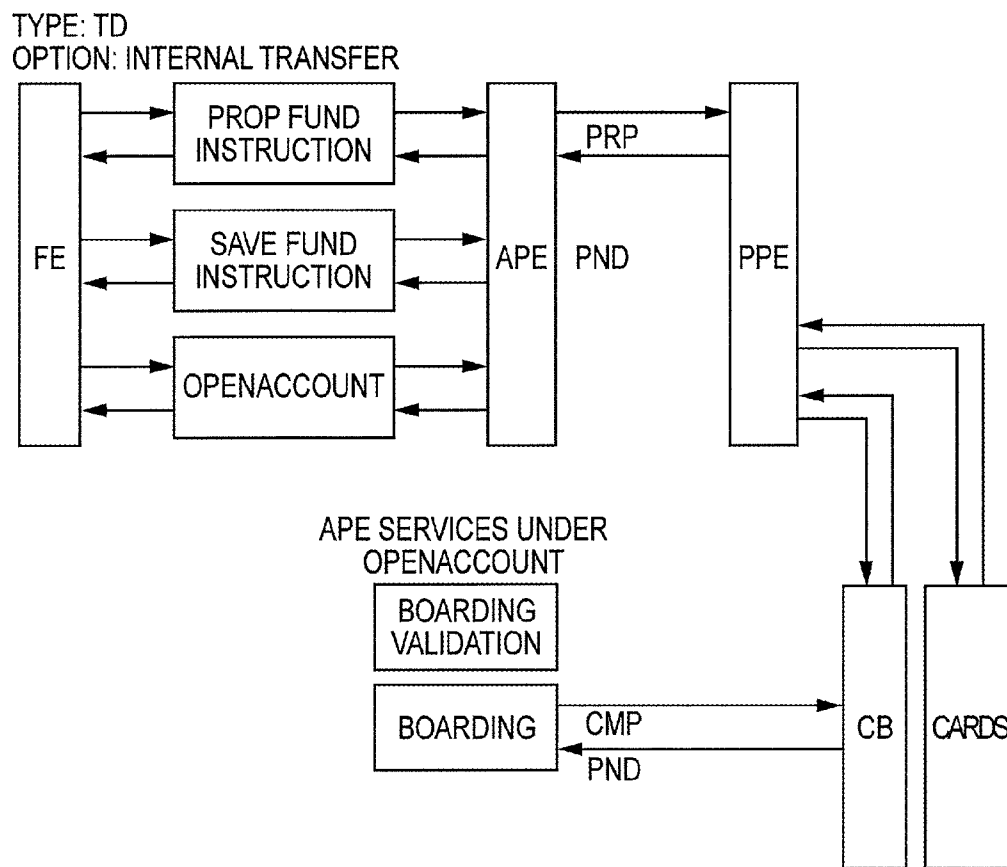 TYPE: TD
OPTION: INTERNAL TRANSFER
FE
PROP FUND
INSTRUCTION
SAVE FUND
INSTRUCTION
OPENACCOUNT
APE
PRP
PND
PPE
APE SERVICES UNDER
OPENACCOUNT
BOARDING
VALIDATION
BOARDING
CMP
PND
CB
CARDS